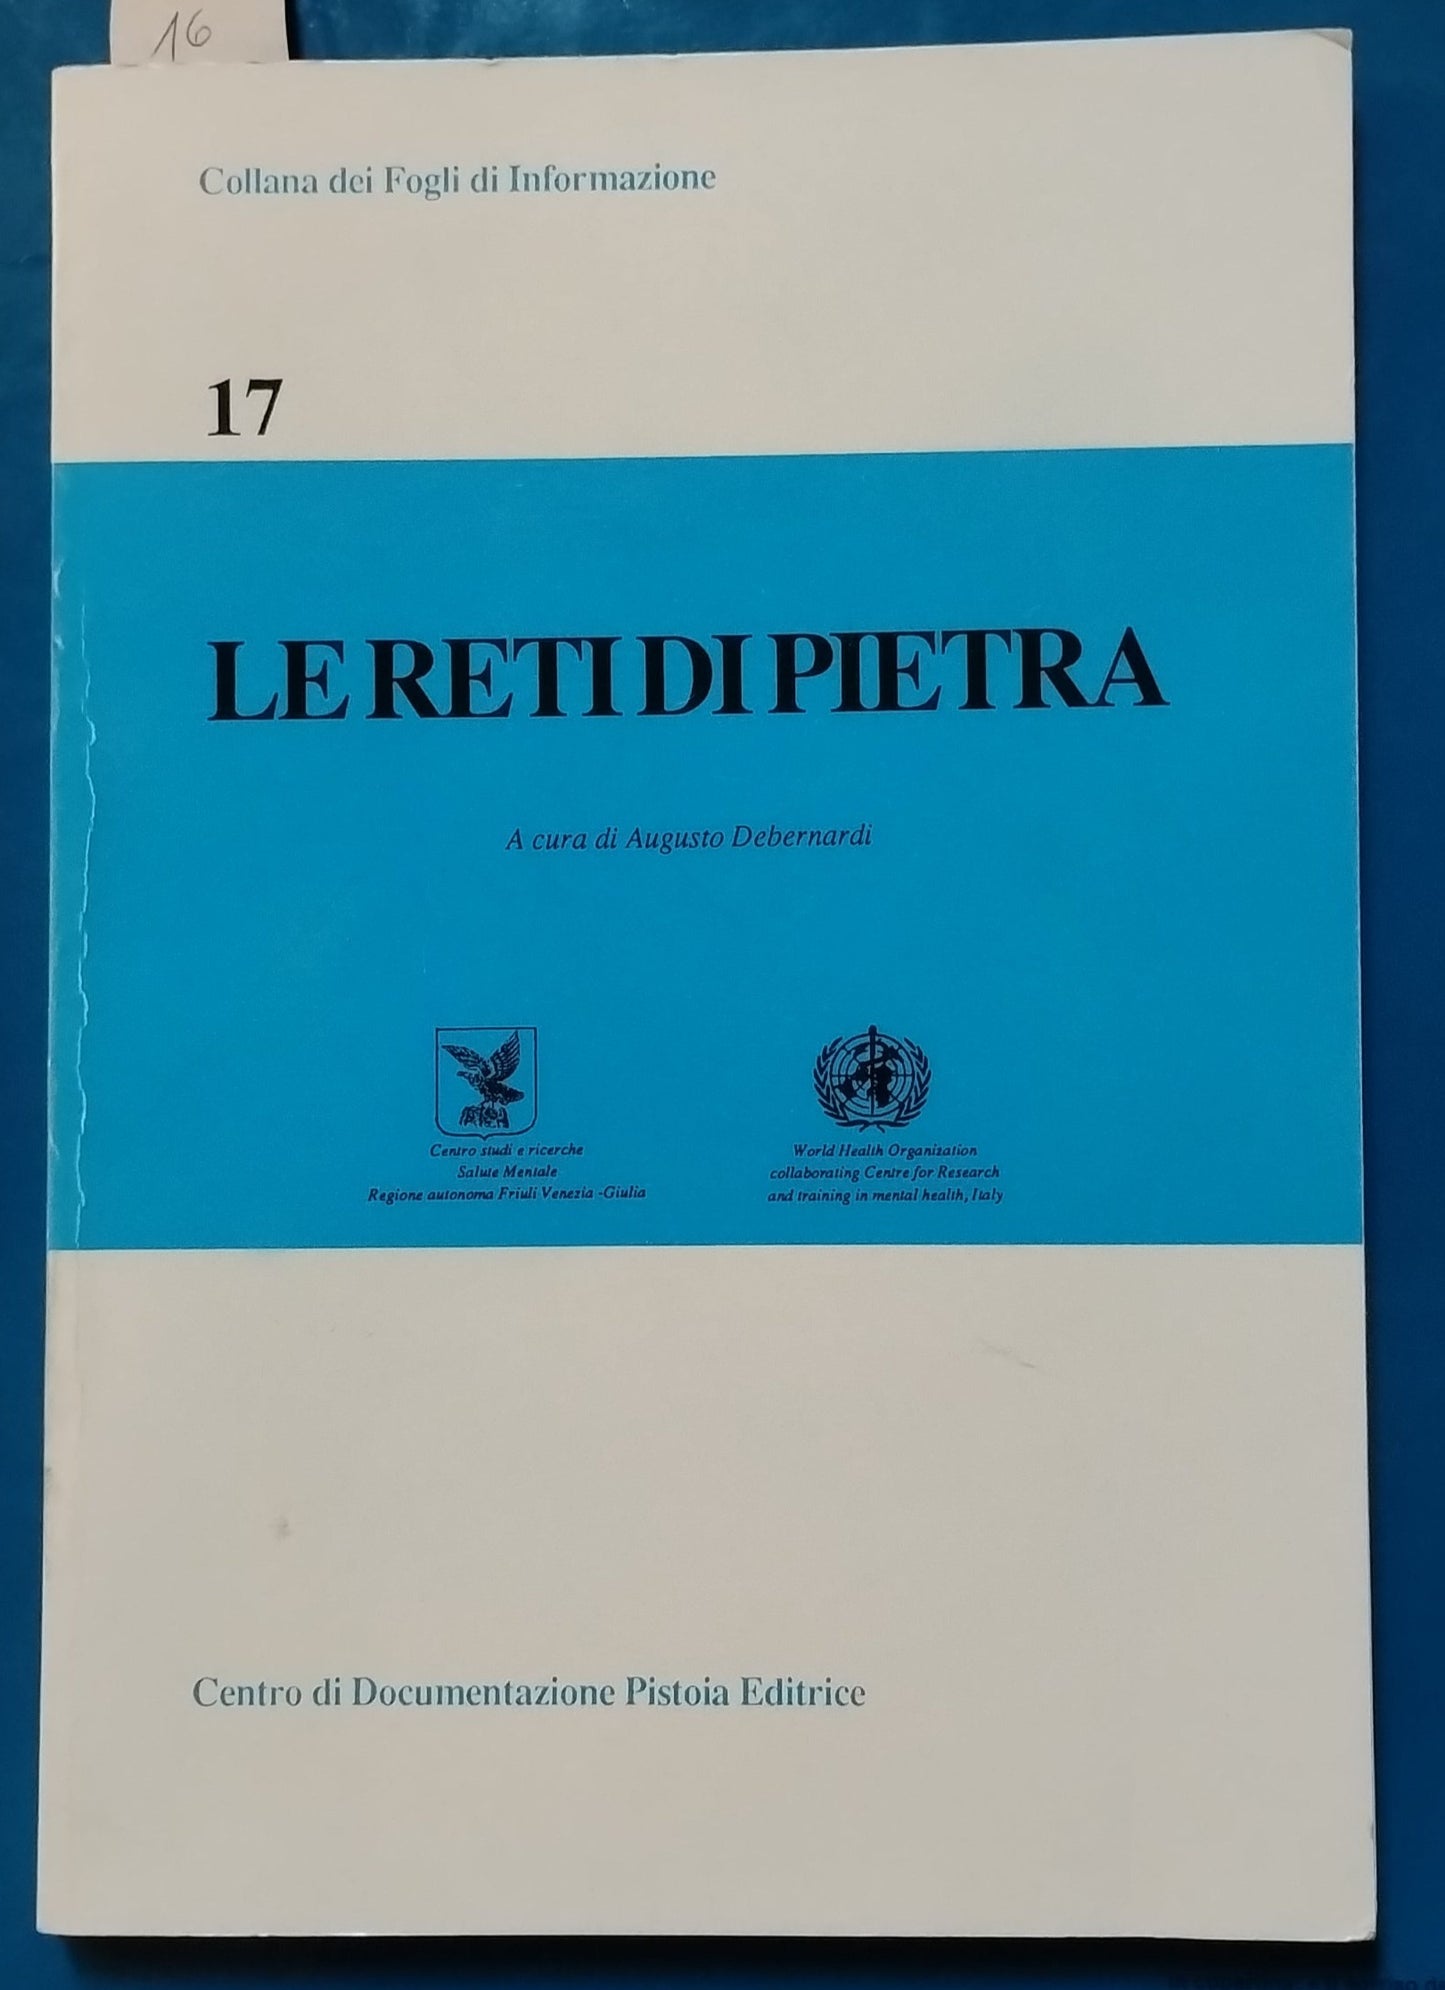 16
Collana dei Fogli di Informazione
17
LE RETI DI PIETRA
A cura di Augusto Debernardi
Centro studi e ricerche
Salute Mentale
Regione autonoma Friuli Venezia -Giulia
World Health Organization
collaborating Centre for Research
and training in mental health, Italy
Centro di Documentazione Pistoia Editrice